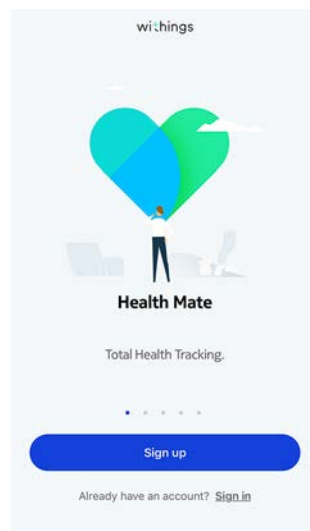 withings
Health Mate
Total Health Tracking.
Sign up
Already have an account? Sign in